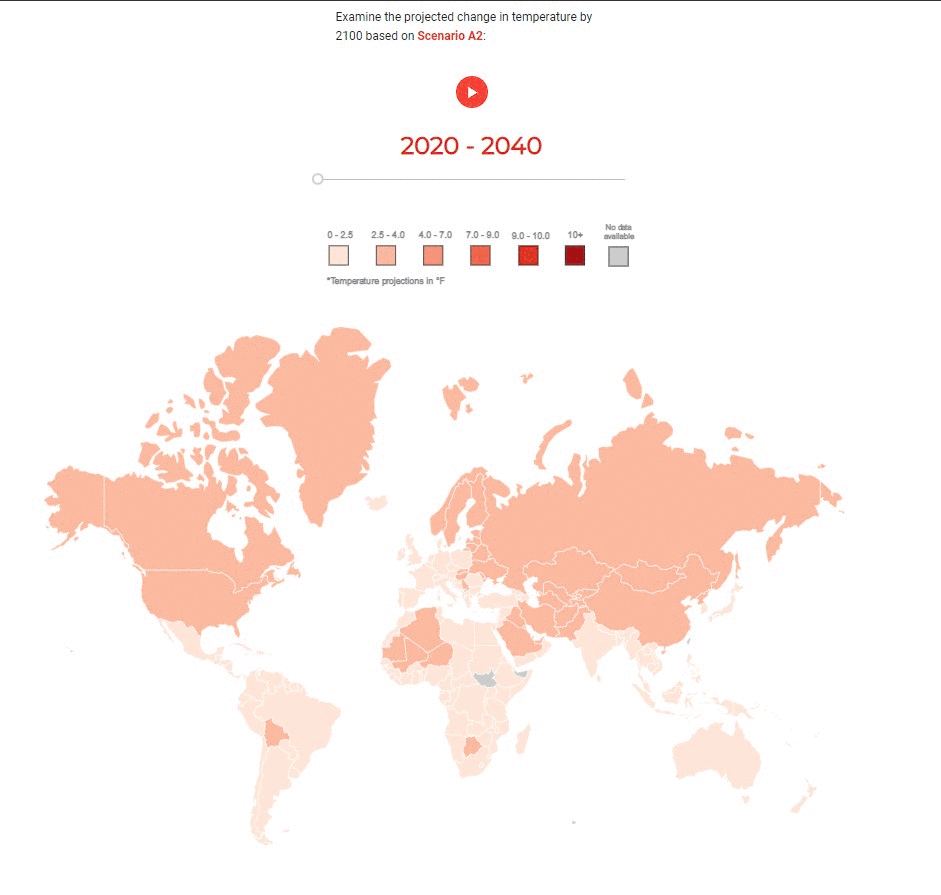 Examine the projected change in temperature by
2100 based on Scenario A2:
2020 - 2040
0 - 2.5
2.5 - 4.0
4.0 - 7.0
7.0 - 9.0
9.0 - 10.0
10+
No data
available
*Temperature projections in °F